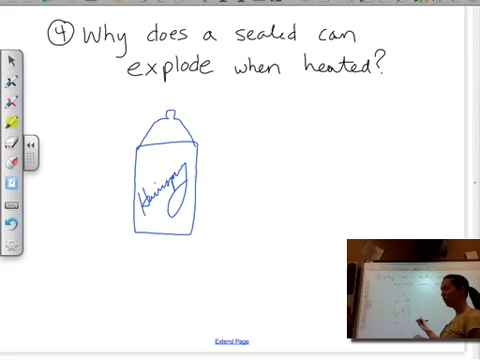 ④ Why does a sealed can
explode when heated?
Hairspray
Extend Page